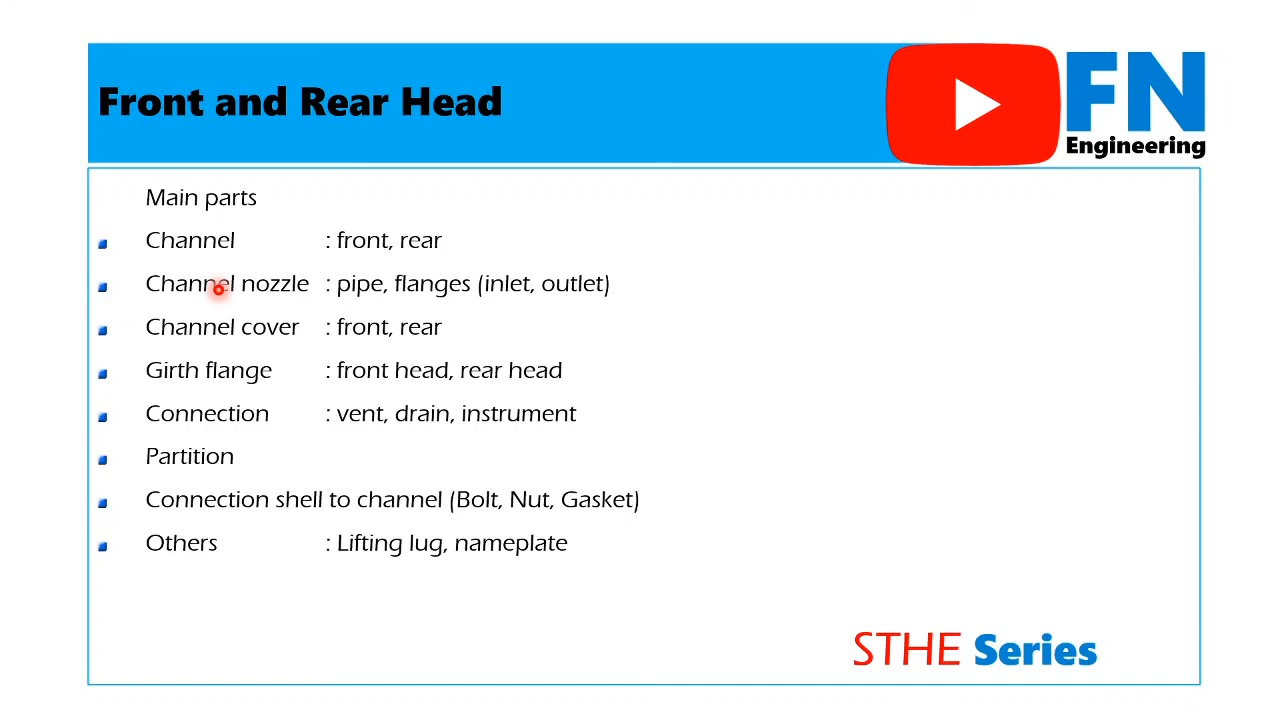 Front and Rear Head
FN
Engineering
Main parts
Channel : front, rear
Channel nozzle : pipe, flanges (inlet, outlet)
Channel cover : front, rear
Girth flange : front head, rear head
Connection : vent, drain, instrument
Partition
Connection shell to channel (Bolt, Nut, Gasket)
Others : Lifting lug, nameplate
STHE Series